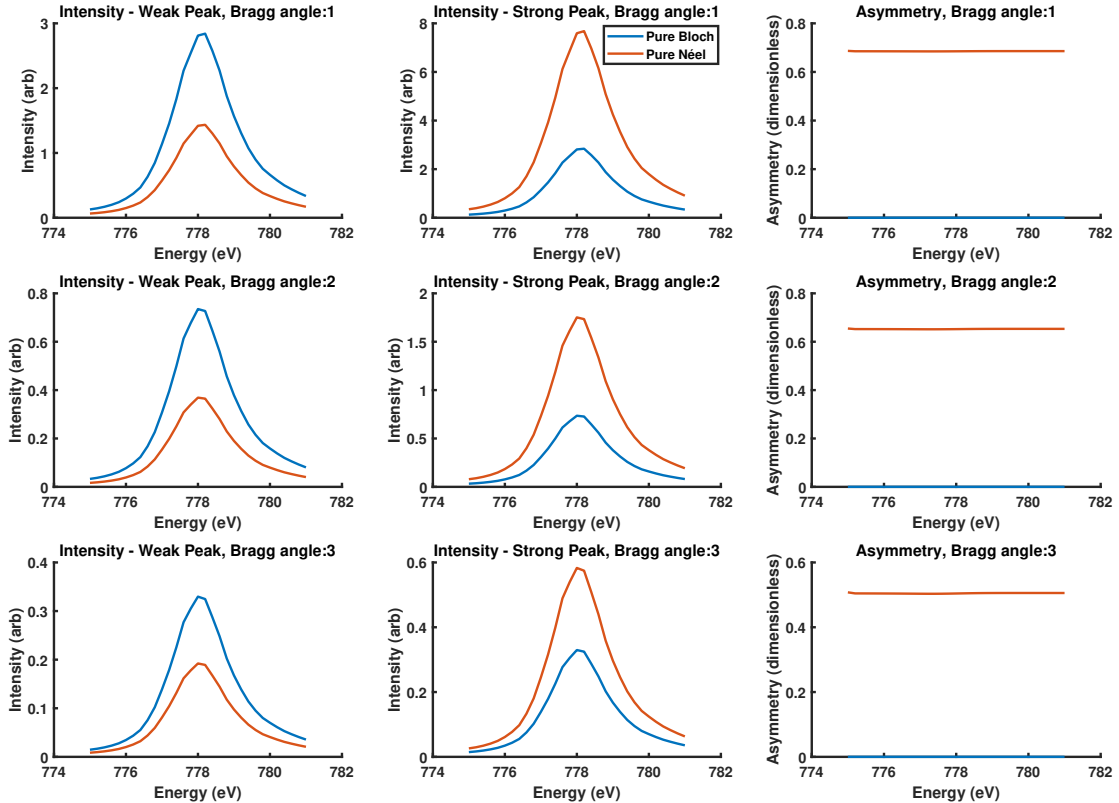 Intensity - Weak Peak, Bragg angle:1
Intensity (arb)
3
2
1
0
774 776 778 780 782
Energy (eV)
Intensity - Strong Peak, Bragg angle:1
Intensity (arb)
8
6
4
2
0
774 776 778 780 782
Energy (eV)
Pure Bloch
Pure Néel
Asymmetry, Bragg angle:1
Asymmetry (dimensionless)
0.8
0.6
0.4
0.2
0
774 776 778 780 782
Energy (eV)
Intensity - Weak Peak, Bragg angle:2
Intensity (arb)
0.8
0.6
0.4
0.2
0
774 776 778 780 782
Energy (eV)
Intensity - Strong Peak, Bragg angle:2
Intensity (arb)
2
1.5
1
0.5
0
774 776 778 780 782
Energy (eV)
Asymmetry, Bragg angle:2
Asymmetry (dimensionless)
0.8
0.6
0.4
0.2
0
774 776 778 780 782
Energy (eV)
Intensity - Weak Peak, Bragg angle:3
Intensity (arb)
0.4
0.3
0.2
0.1
0
774 776 778 780 782
Energy (eV)
Intensity - Strong Peak, Bragg angle:3
Intensity (arb)
0.6
0.4
0.2
0
774 776 778 780 782
Energy (eV)
Asymmetry, Bragg angle:3
Asymmetry (dimensionless)
0.6
0.4
0.2
0
774 776 778 780 782
Energy (eV)